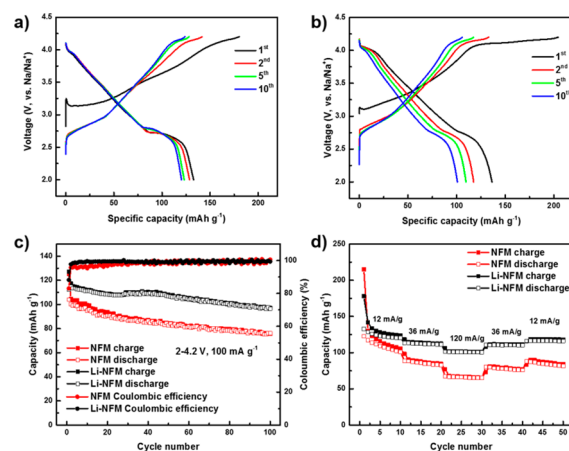 a)
Voltage (V, vs. Na/Na⁺)
4.0
3.5
3.0
2.5
2.0
0 50 100 150 200
Specific capacity (mAh g⁻¹)
1ˢᵗ
2ⁿᵈ
5ᵗʰ
10ᵗʰ
b)
Voltage (V, vs. Na/Na⁺)
4.0
3.5
3.0
2.5
2.0
0 50 100 150 200
Specific capacity (mAh g⁻¹)
1ˢᵗ
2ⁿᵈ
5ᵗʰ
10ᵗʰ
c)
Capacity (mAh g⁻¹)
140
120
100
80
60
40
20
0
0 20 40 60 80 100
Cycle number
100
80
60
40
20
0
Coloumbic efficiency (%)
2–4.2 V, 100 mA g⁻¹
NFM charge
NFM discharge
Li-NFM charge
Li-NFM discharge
NFM Coulombic efficiency
Li-NFM Coulombic efficiency
d)
Capacity (mAh g⁻¹)
250
200
150
100
50
0
0 5 10 15 20 25 30 35 40 45 50
Cycle number
NFM charge
NFM discharge
Li-NFM charge
Li-NFM discharge
12 mA/g
36 mA/g
120 mA/g
36 mA/g
12 mA/g